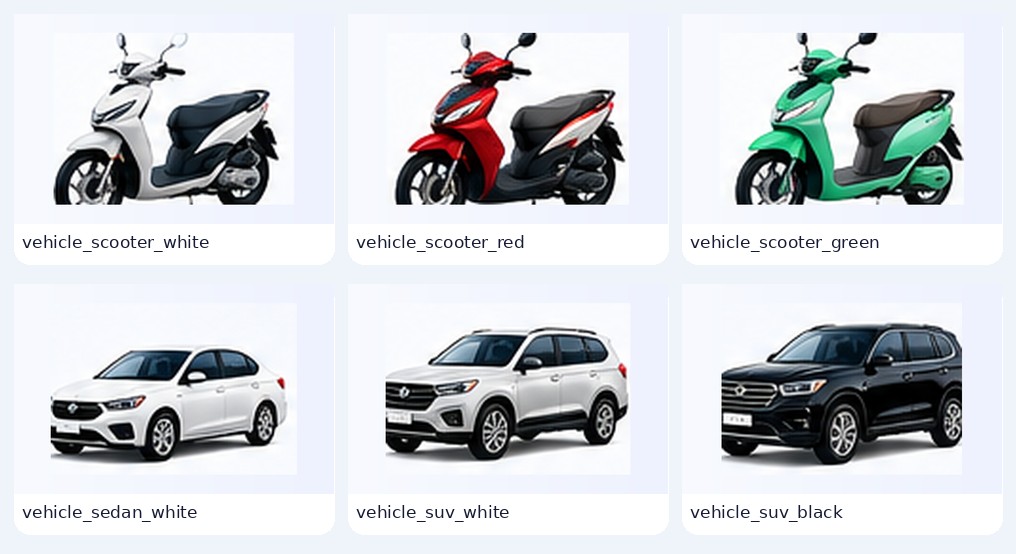 vehicle_scooter_white
vehicle_scooter_red
vehicle_scooter_green
vehicle_sedan_white
vehicle_suv_white
vehicle_suv_black